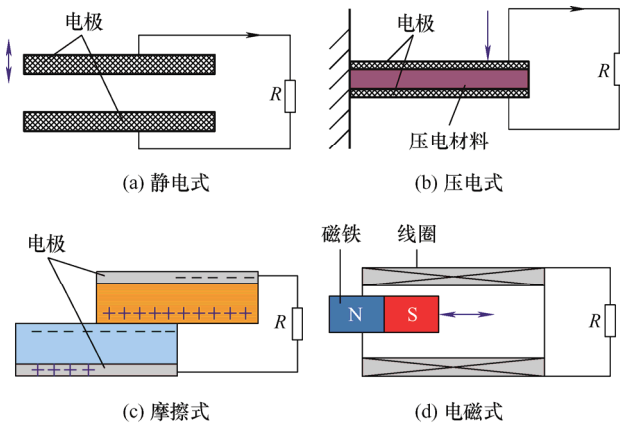 电极
R
(a) 静电式
电极
R
压电材料
(b) 压电式
电极
− − − − − −
+ + + + + + + + + +
− − − − − − − − − −
+ + + +
R
(c) 摩擦式
磁铁
线圈
N
S
R
(d) 电磁式